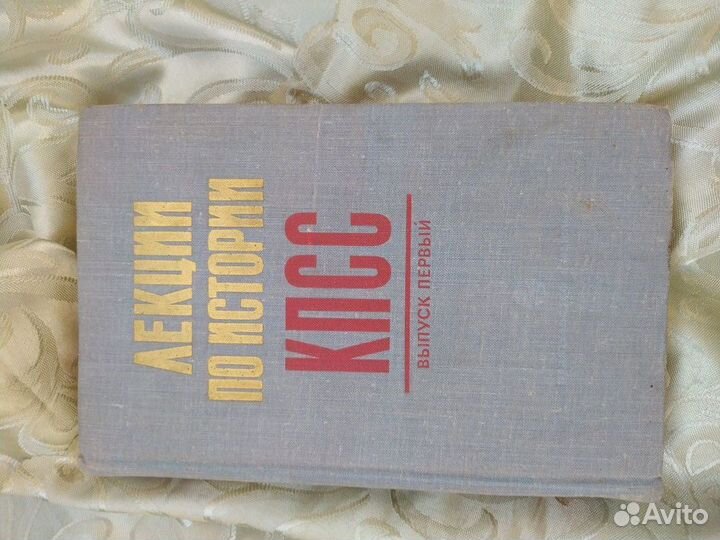 ЛЕКЦИИ
ПО ИСТОРИИ
КПСС
ВЫПУСК ПЕРВЫЙ
Avito